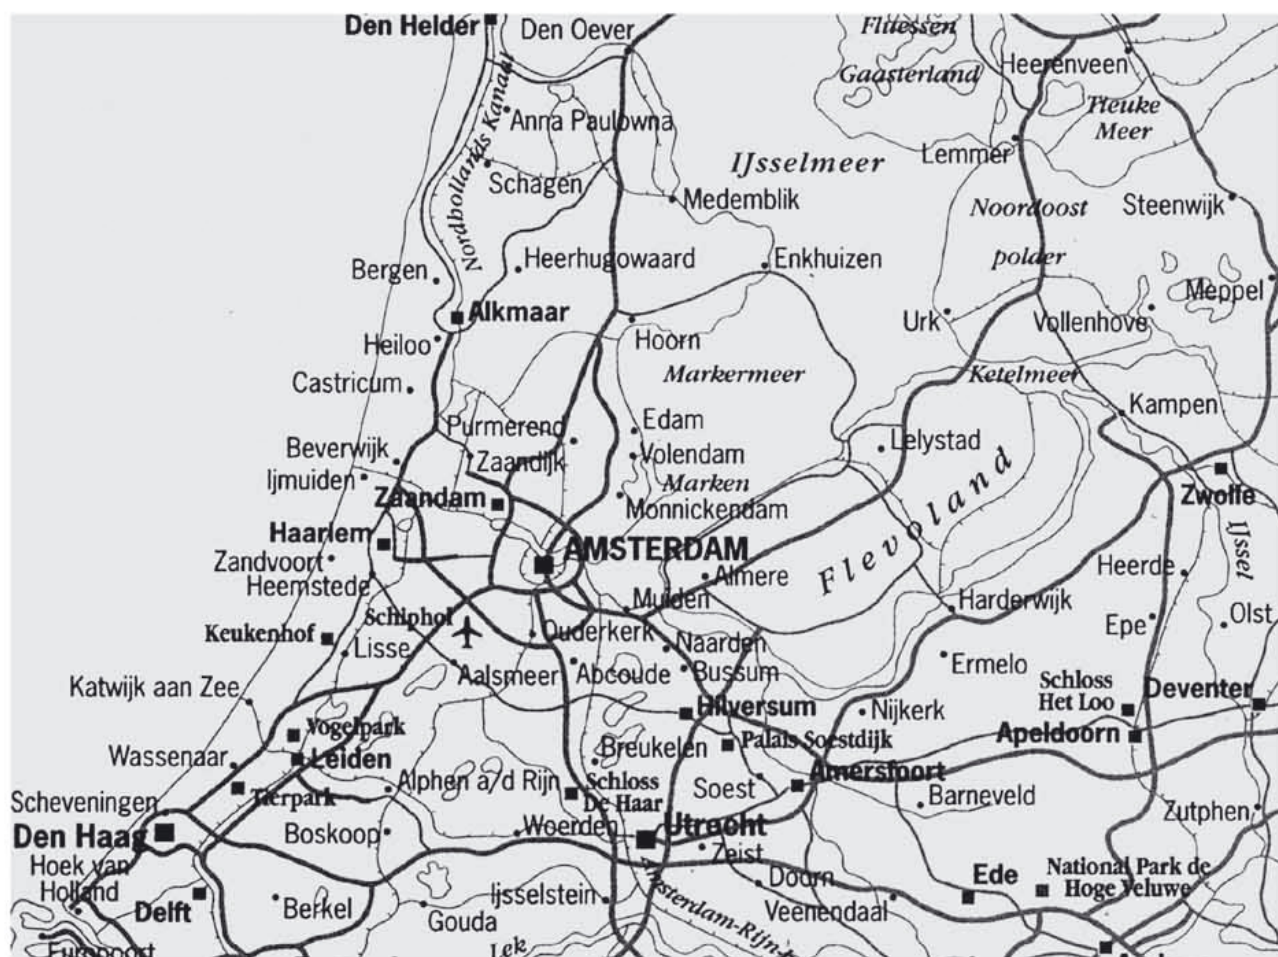 Den Helder
Den Oever
Fluessen
Gaasterland
Heerenveen
Tieuke
Meer
Anna Paulowna
Nordbollands Kanaal
Schagen
IJsselmeer
Lemmer
Medemblik
Noordoost
polder
Steenwijk
Bergen
Heerhugowaard
Enkhuizen
Meppel
Alkmaar
Urk
Vollenhove
Heiloo
Hoorn
Markermeer
Ketelmeer
Castricum
Kampen
Purmerend
Edam
Beverwijk
Zaandijk
Volendam
Lelystad
Ijmuiden
Marken
Zaandam
Monnickendam
Zwolle
Haarlem
AMSTERDAM
Flevoland
IJssel
Zandvoort
Heemstede
Almere
Heerde
Schiphol
Muiden
Harderwijk
Keukenhof
Ouderkerk
Naarden
Epe
Olst
Lisse
Aalsmeer
Abcoude
Bussum
Ermelo
Katwijk aan Zee
Schloss
Het Loo
Deventer
Hilversum
Nijkerk
Vogelpark
Breukelen
Palais Soestdijk
Apeldoorn
Wassenaar
Leiden
Alphen a/d Rijn
Schloss
De Haar
Soest
Amersfoort
Tierpark
Barneveld
Scheveningen
Zutphen
Den Haag
Boskoop
Woerden
Utrecht
Zeist
Hoek van
Holland
Delft
Berkel
Gouda
Ijsselstein
Doorn
Veenendaal
Ede
National Park de
Hoge Veluwe
Amsterdam-Rijn-
Europoort
Lek